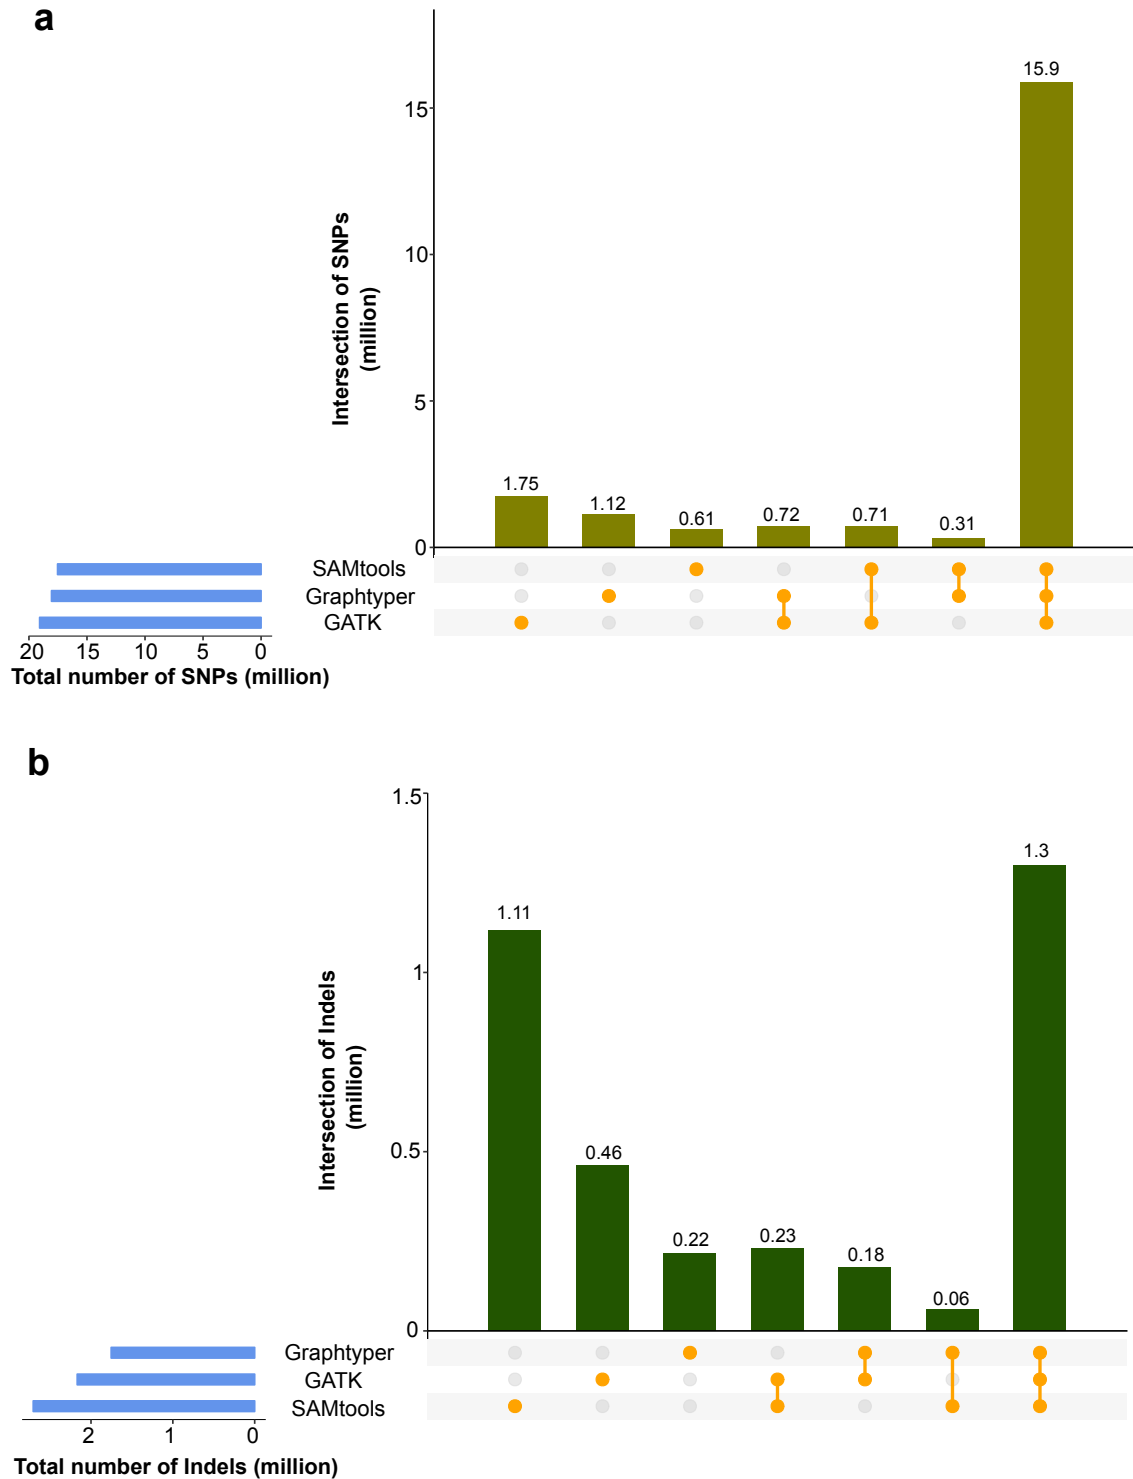 a
Intersection of SNPs
(million)
15
10
5
0
1.75
1.12
0.61
0.72
0.71
0.31
15.9
SAMtools
Graphtyper
GATK
20 15 10 5 0
Total number of SNPs (million)
b
Intersection of Indels
(million)
1.5
1
0.5
0
1.11
0.46
0.22
0.23
0.18
0.06
1.3
Graphtyper
GATK
SAMtools
2 1 0
Total number of Indels (million)